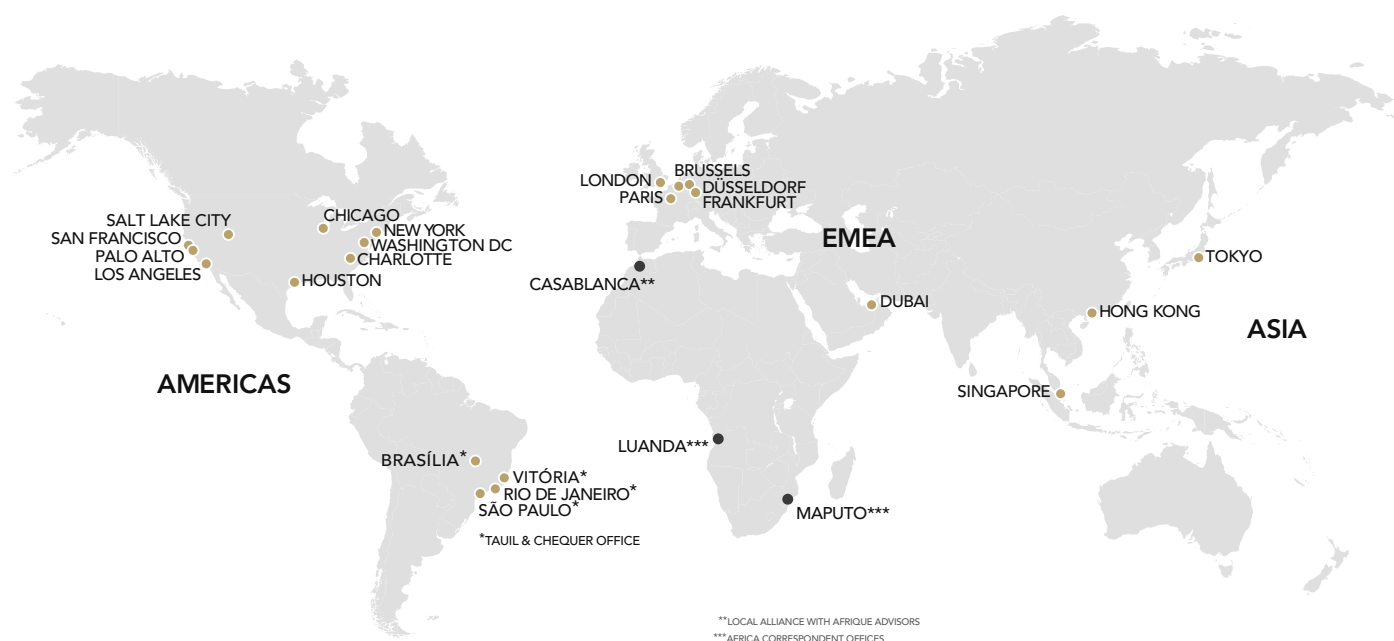 SALT LAKE CITY
SAN FRANCISCO
PALO ALTO
LOS ANGELES
CHICAGO
NEW YORK
WASHINGTON DC
CHARLOTTE
HOUSTON
AMERICAS
BRASÍLIA*
VITÓRIA*
RIO DE JANEIRO*
SÃO PAULO*
*TAUIL & CHEQUER OFFICE
LONDON
PARIS
BRUSSELS
DÜSSELDORF
FRANKFURT
EMEA
CASABLANCA**
DUBAI
LUANDA***
MAPUTO***
TOKYO
HONG KONG
ASIA
SINGAPORE
**LOCAL ALLIANCE WITH AFRIQUE ADVISORS
***AFRICA CORRESPONDENT OFFICES